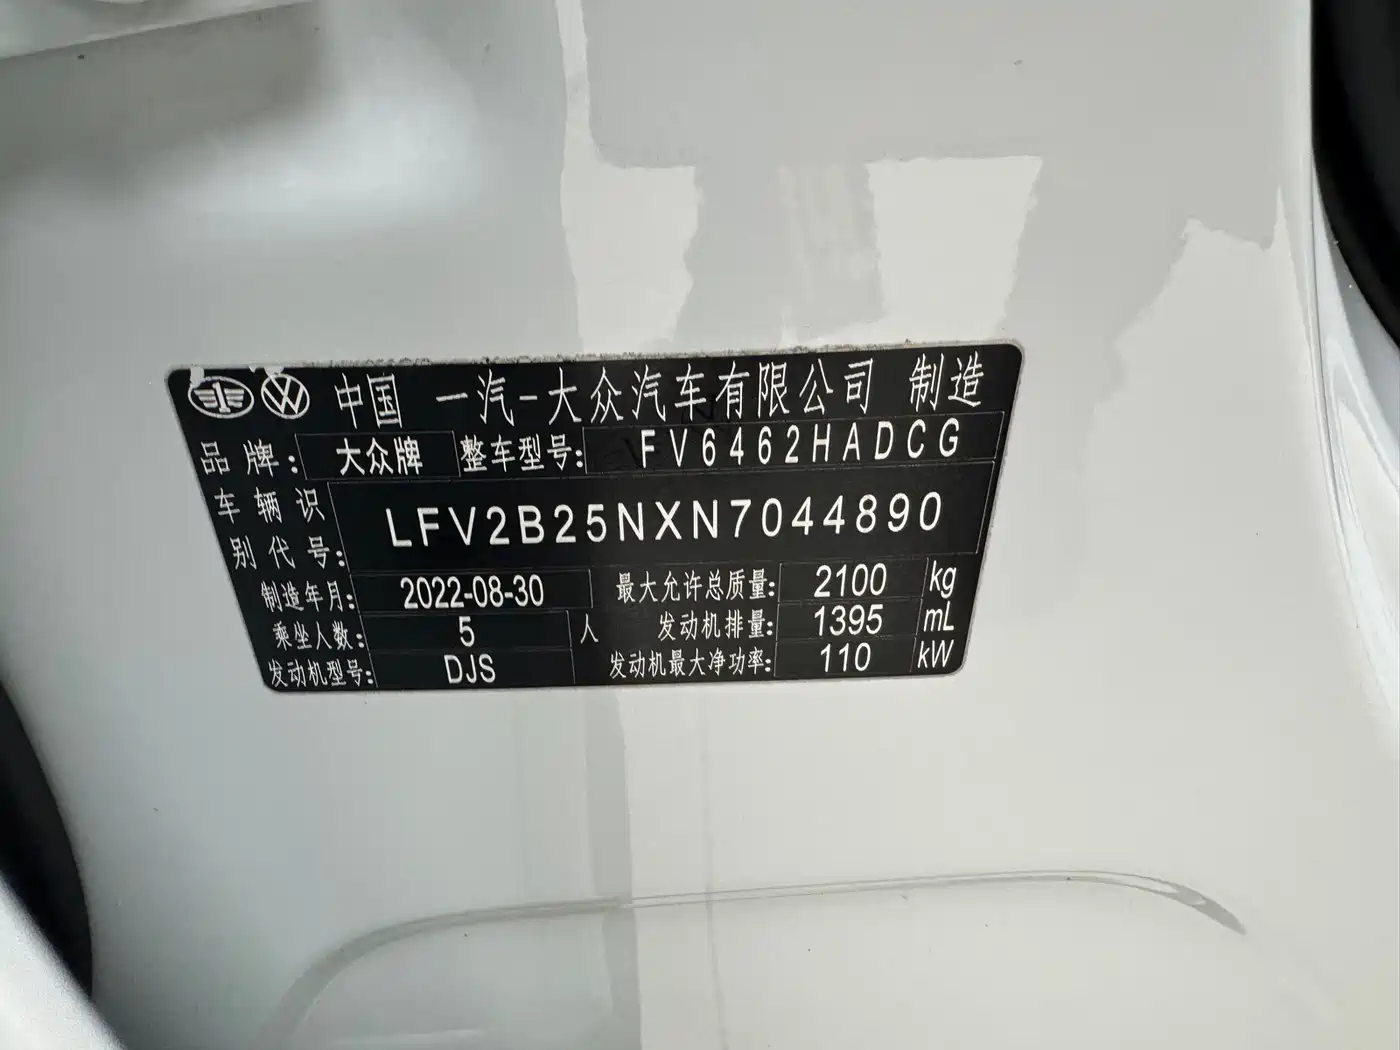 中国 一汽-大众汽车有限公司 制造
品牌: 大众牌 整车型号: FV6462HADCG
车辆识别代号: LFV2B25NXN7044890
制造年月: 2022-08-30 最大允许总质量: 2100 kg
乘坐人数: 5 人 发动机排量: 1395 mL
发动机型号: DJS 发动机最大净功率: 110 kW